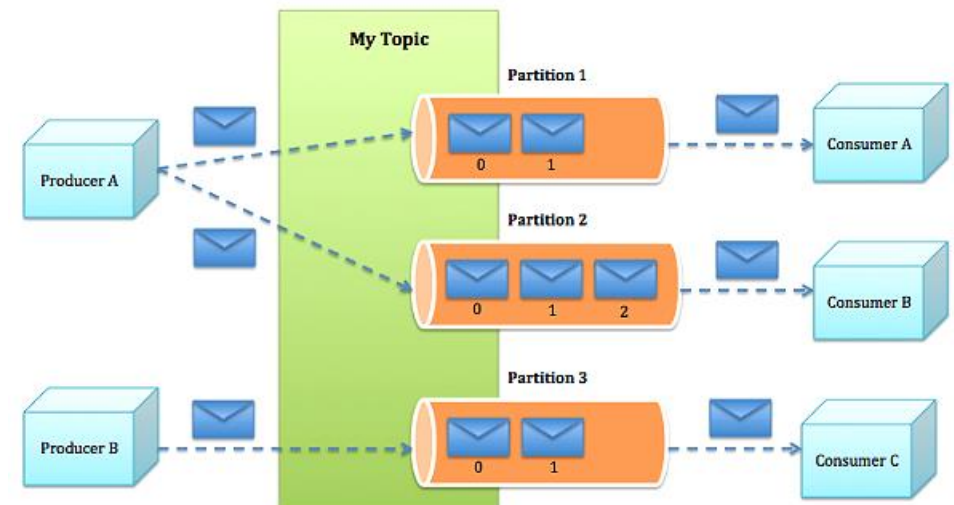 My Topic
Partition 1
Producer A
0 1
Consumer A
Partition 2
0 1 2
Consumer B
Partition 3
Producer B
0 1
Consumer C